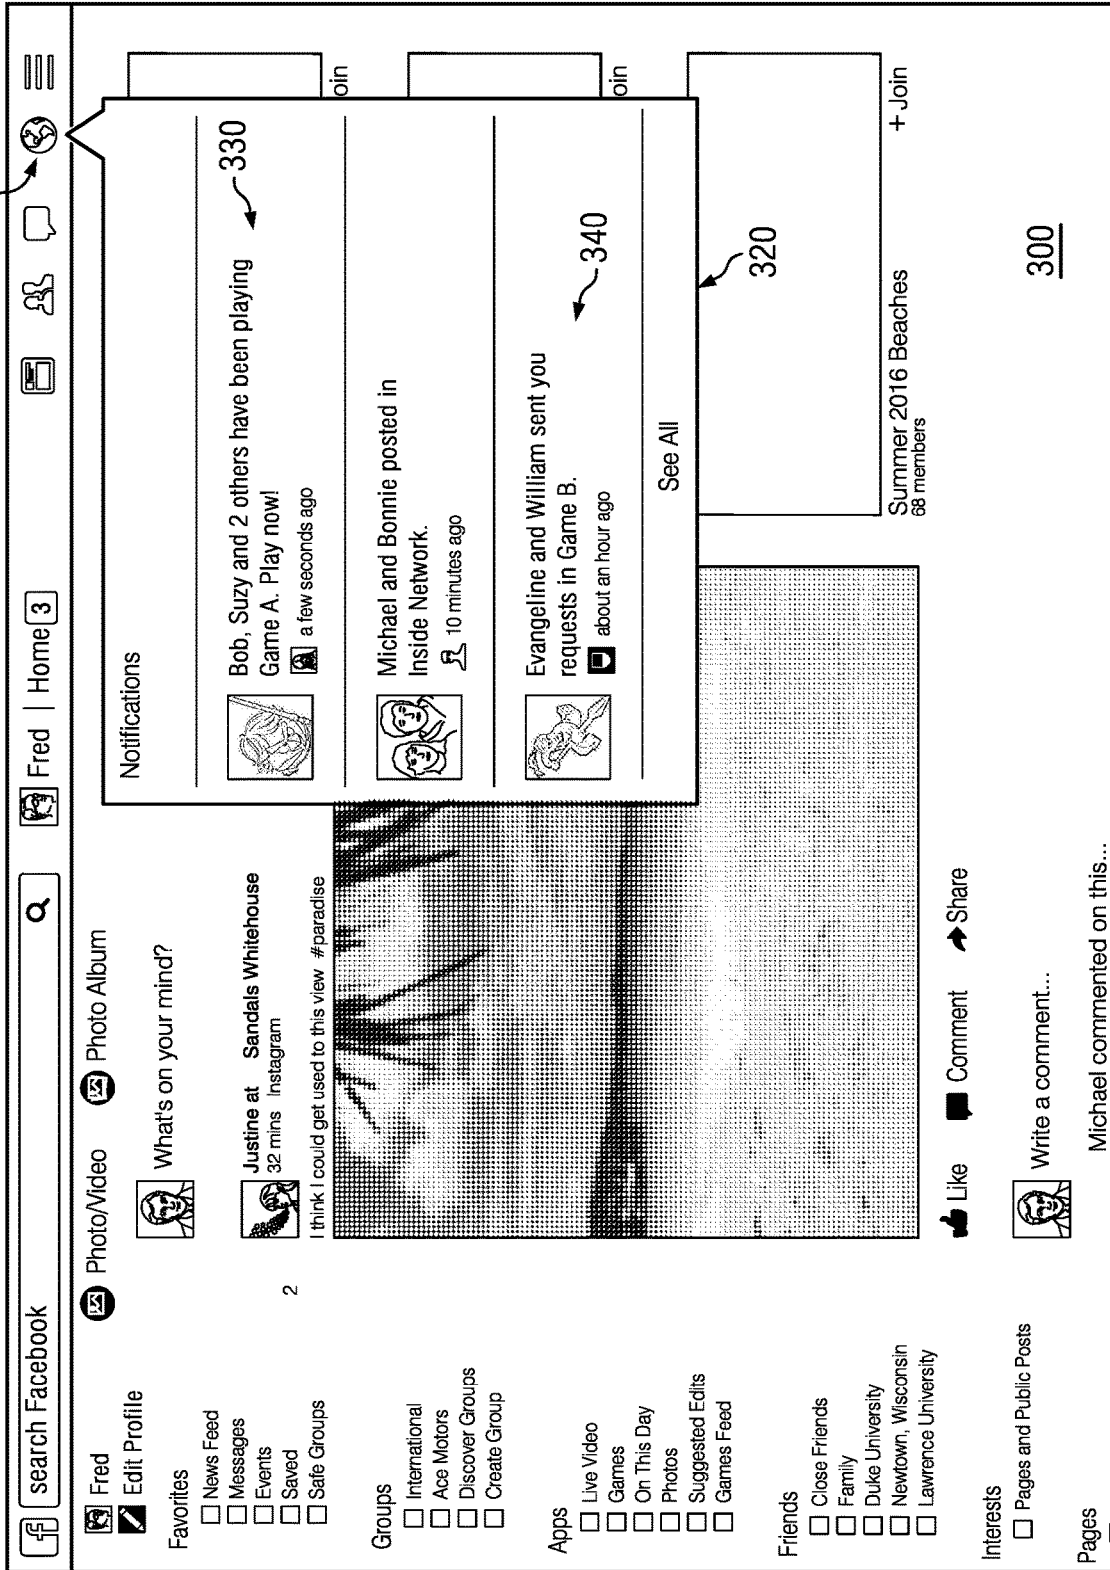 f search Facebook
Fred | Home 3
Fred
Edit Profile
Favorites
News Feed
Messages
Events
Saved
Safe Groups
2
Groups
International
Ace Motors
Discover Groups
Create Group
Apps
Live Video
Games
On This Day
Photos
Suggested Edits
Games Feed
Friends
Close Friends
Family
Duke University
Newtown, Wisconsin
Lawrence University
Interests
Pages and Public Posts
Pages
Photo/Video
Photo Album
What's on your mind?
Justine at Sandals Whitehouse
32 mins Instagram
I think I could get used to this view #paradise
Like Comment Share
Write a comment...
Michael commented on this...
Notifications
Bob, Suzy and 2 others have been playing
Game A. Play now!
a few seconds ago
330
Michael and Bonnie posted in
Inside Network.
10 minutes ago
Evangeline and William sent you
requests in Game B.
about an hour ago
340
See All
320
oin
oin
Summer 2016 Beaches
68 members
+ Join
300